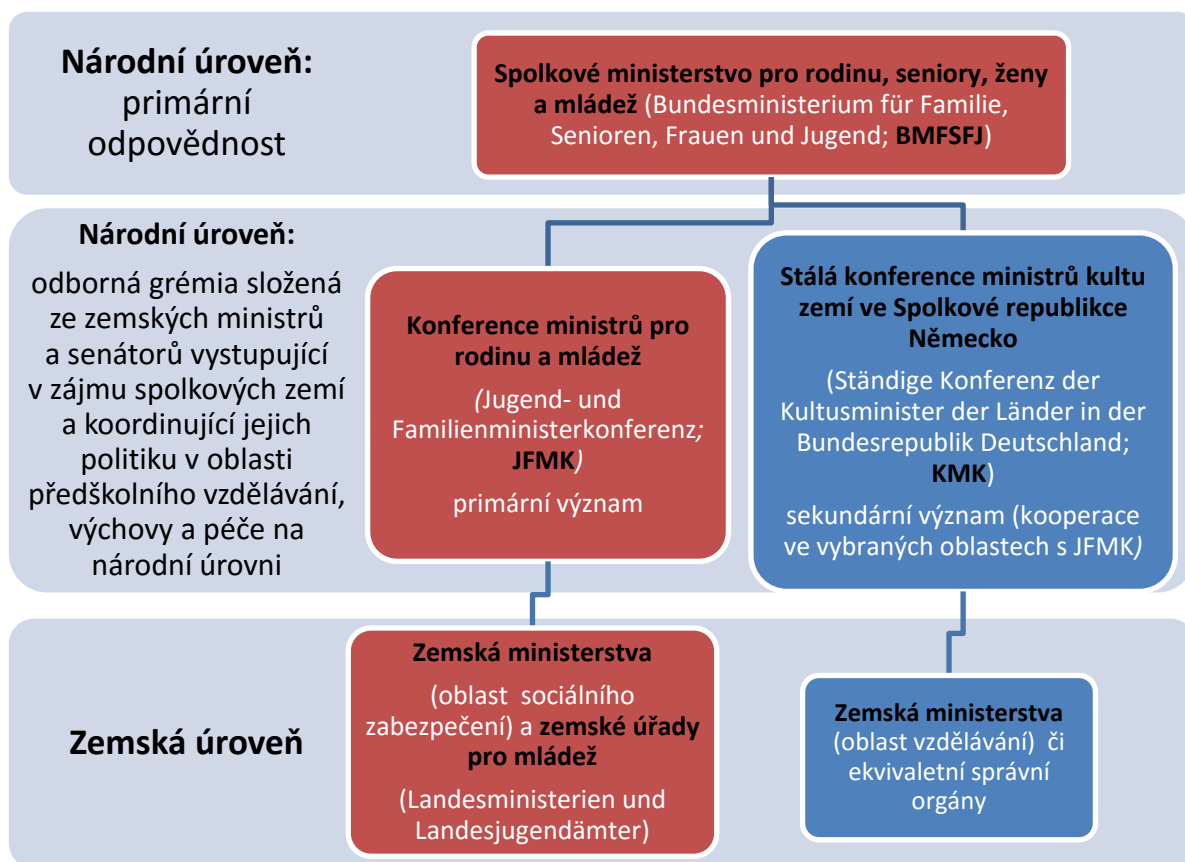 Národní úroveň:
primární
odpovědnost
Spolkové ministerstvo pro rodinu, seniory, ženy
a mládež (Bundesministerium für Familie,
Senioren, Frauen und Jugend; BMFSFJ)
Národní úroveň:
odborná grémia složená
ze zemských ministrů
a senátorů vystupující
v zájmu spolkových zemí
a koordinující jejich
politiku v oblasti
předškolního vzdělávání,
výchovy a péče na
národní úrovni
Konference ministrů pro
rodinu a mládež
(Jugend- und
Familienministerkonferenz;
JFMK)
primární význam
Stálá konference ministrů kultu
zemí ve Spolkové republikce
Německo
(Ständige Konferenz der
Kultusminister der Länder in der
Bundesrepublik Deutschland;
KMK)
sekundární význam (kooperace
ve vybraných oblastech s JFMK)
Zemská úroveň
Zemská ministerstva
(oblast sociálního
zabezpečení) a zemské úřady
pro mládež
(Landesministerien und
Landesjugendämter)
Zemská ministerstva
(oblast vzdělávání) či
ekvivaletní správní
orgány